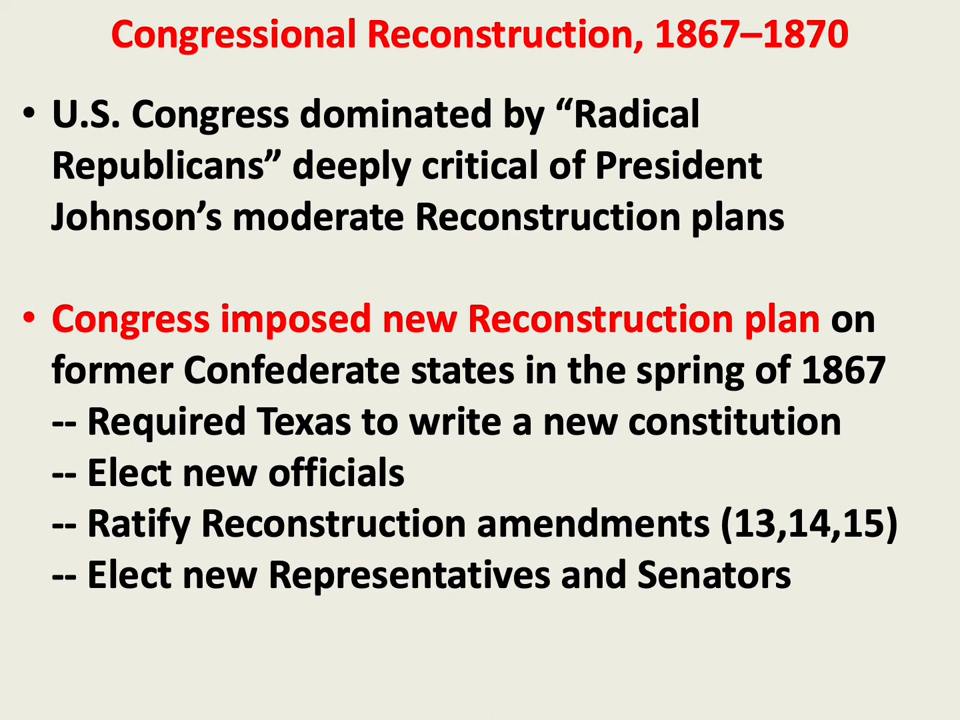 Congressional Reconstruction, 1867–1870
• U.S. Congress dominated by “Radical
Republicans” deeply critical of President
Johnson’s moderate Reconstruction plans
• Congress imposed new Reconstruction plan on
former Confederate states in the spring of 1867
-- Required Texas to write a new constitution
-- Elect new officials
-- Ratify Reconstruction amendments (13,14,15)
-- Elect new Representatives and Senators